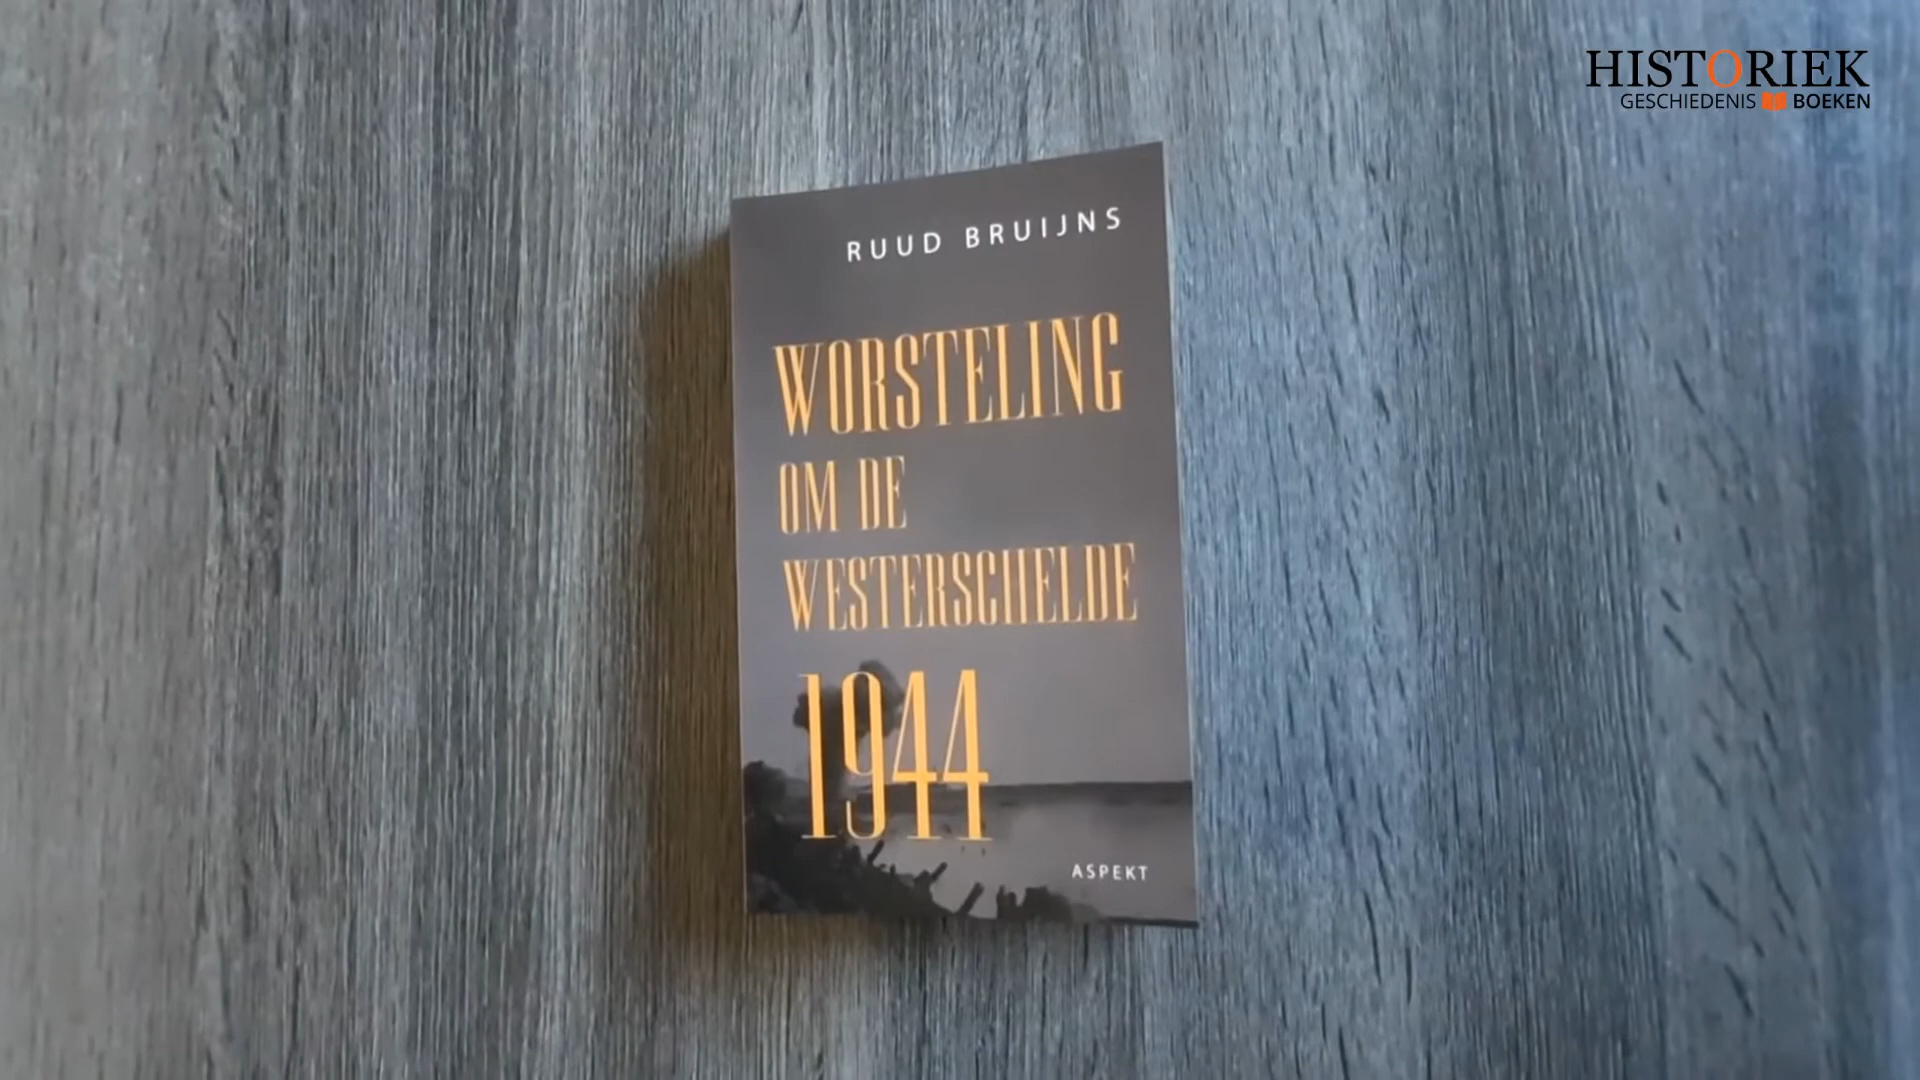 HISTORIEK
GESCHIEDENIS BOEKEN
RUUD BRUIJNS
WORSTELING
OM DE
WESTERSCHELDE
1944
ASPEKT